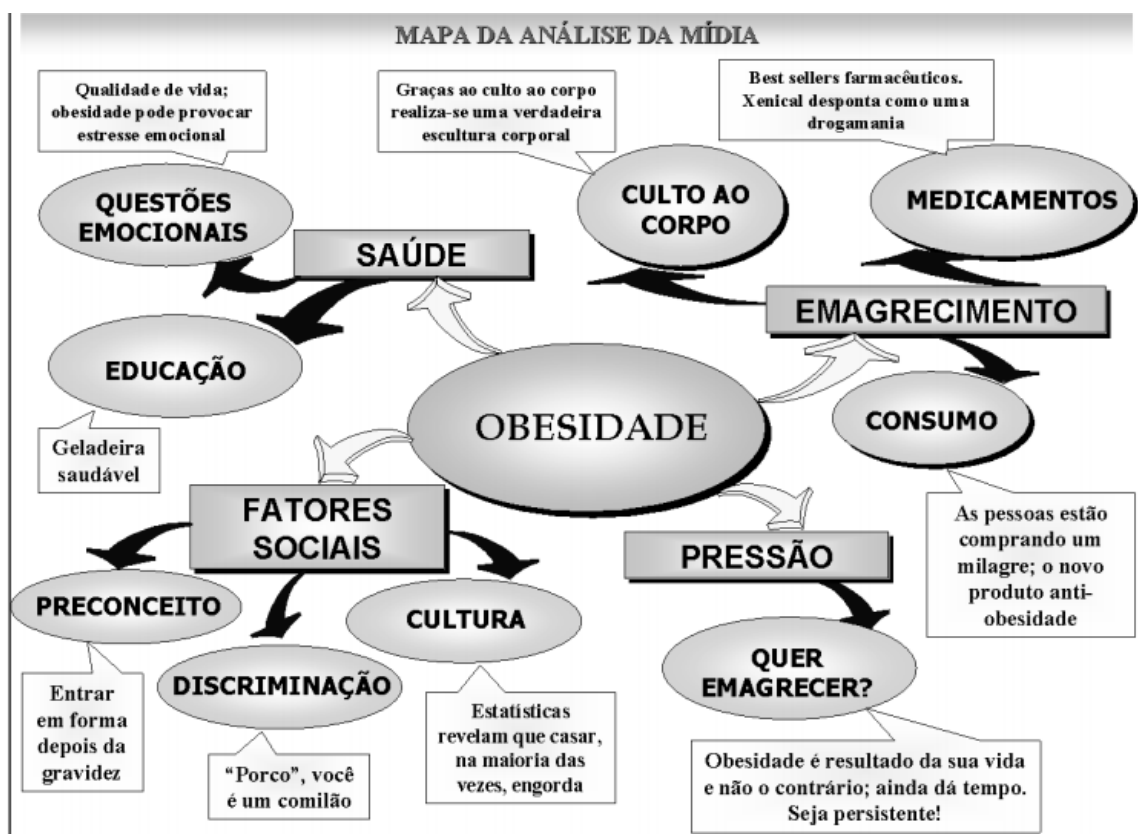 MAPA DA ANÁLISE DA MÍDIA
Qualidade de vida;
obesidade pode provocar
estresse emocional
Graças ao culto ao corpo
realiza-se uma verdadeira
escultura corporal
Best sellers farmacêuticos.
Xenical desponta como uma
drogamania
QUESTÕES
EMOCIONAIS
SAÚDE
CULTO AO
CORPO
MEDICAMENTOS
EMAGRECIMENTO
EDUCAÇÃO
Geladeira
saudável
OBESIDADE
CONSUMO
As pessoas estão
comprando um
milagre; o novo
produto anti-
obesidade
FATORES
SOCIAIS
PRESSÃO
PRECONCEITO
Entrar
em forma
depois da
gravidez
DISCRIMINAÇÃO
“Porco”, você
é um comilão
CULTURA
Estatísticas
revelam que casar,
na maioria das
vezes, engorda
QUER
EMAGRECER?
Obesidade é resultado da sua vida
e não o contrário; ainda dá tempo.
Seja persistente!